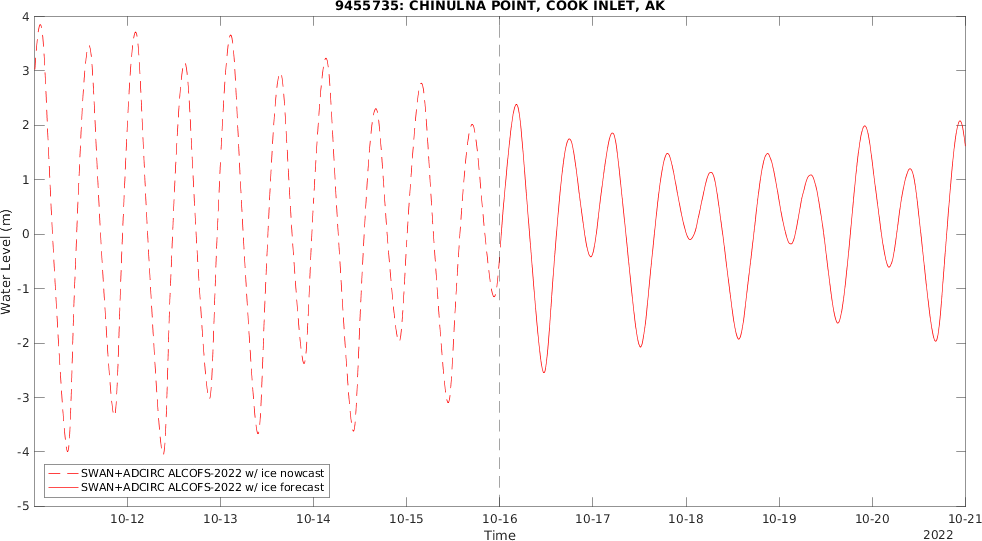 9455735: CHINULNA POINT, COOK INLET, AK
4
3
2
1
0
-1
-2
-3
-4
-5
Water Level (m)
SWAN+ADCIRC ALCOFS-2022 w/ ice nowcast
SWAN+ADCIRC ALCOFS-2022 w/ ice forecast
10-12 10-13 10-14 10-15 10-16 10-17 10-18 10-19 10-20 10-21
Time
2022